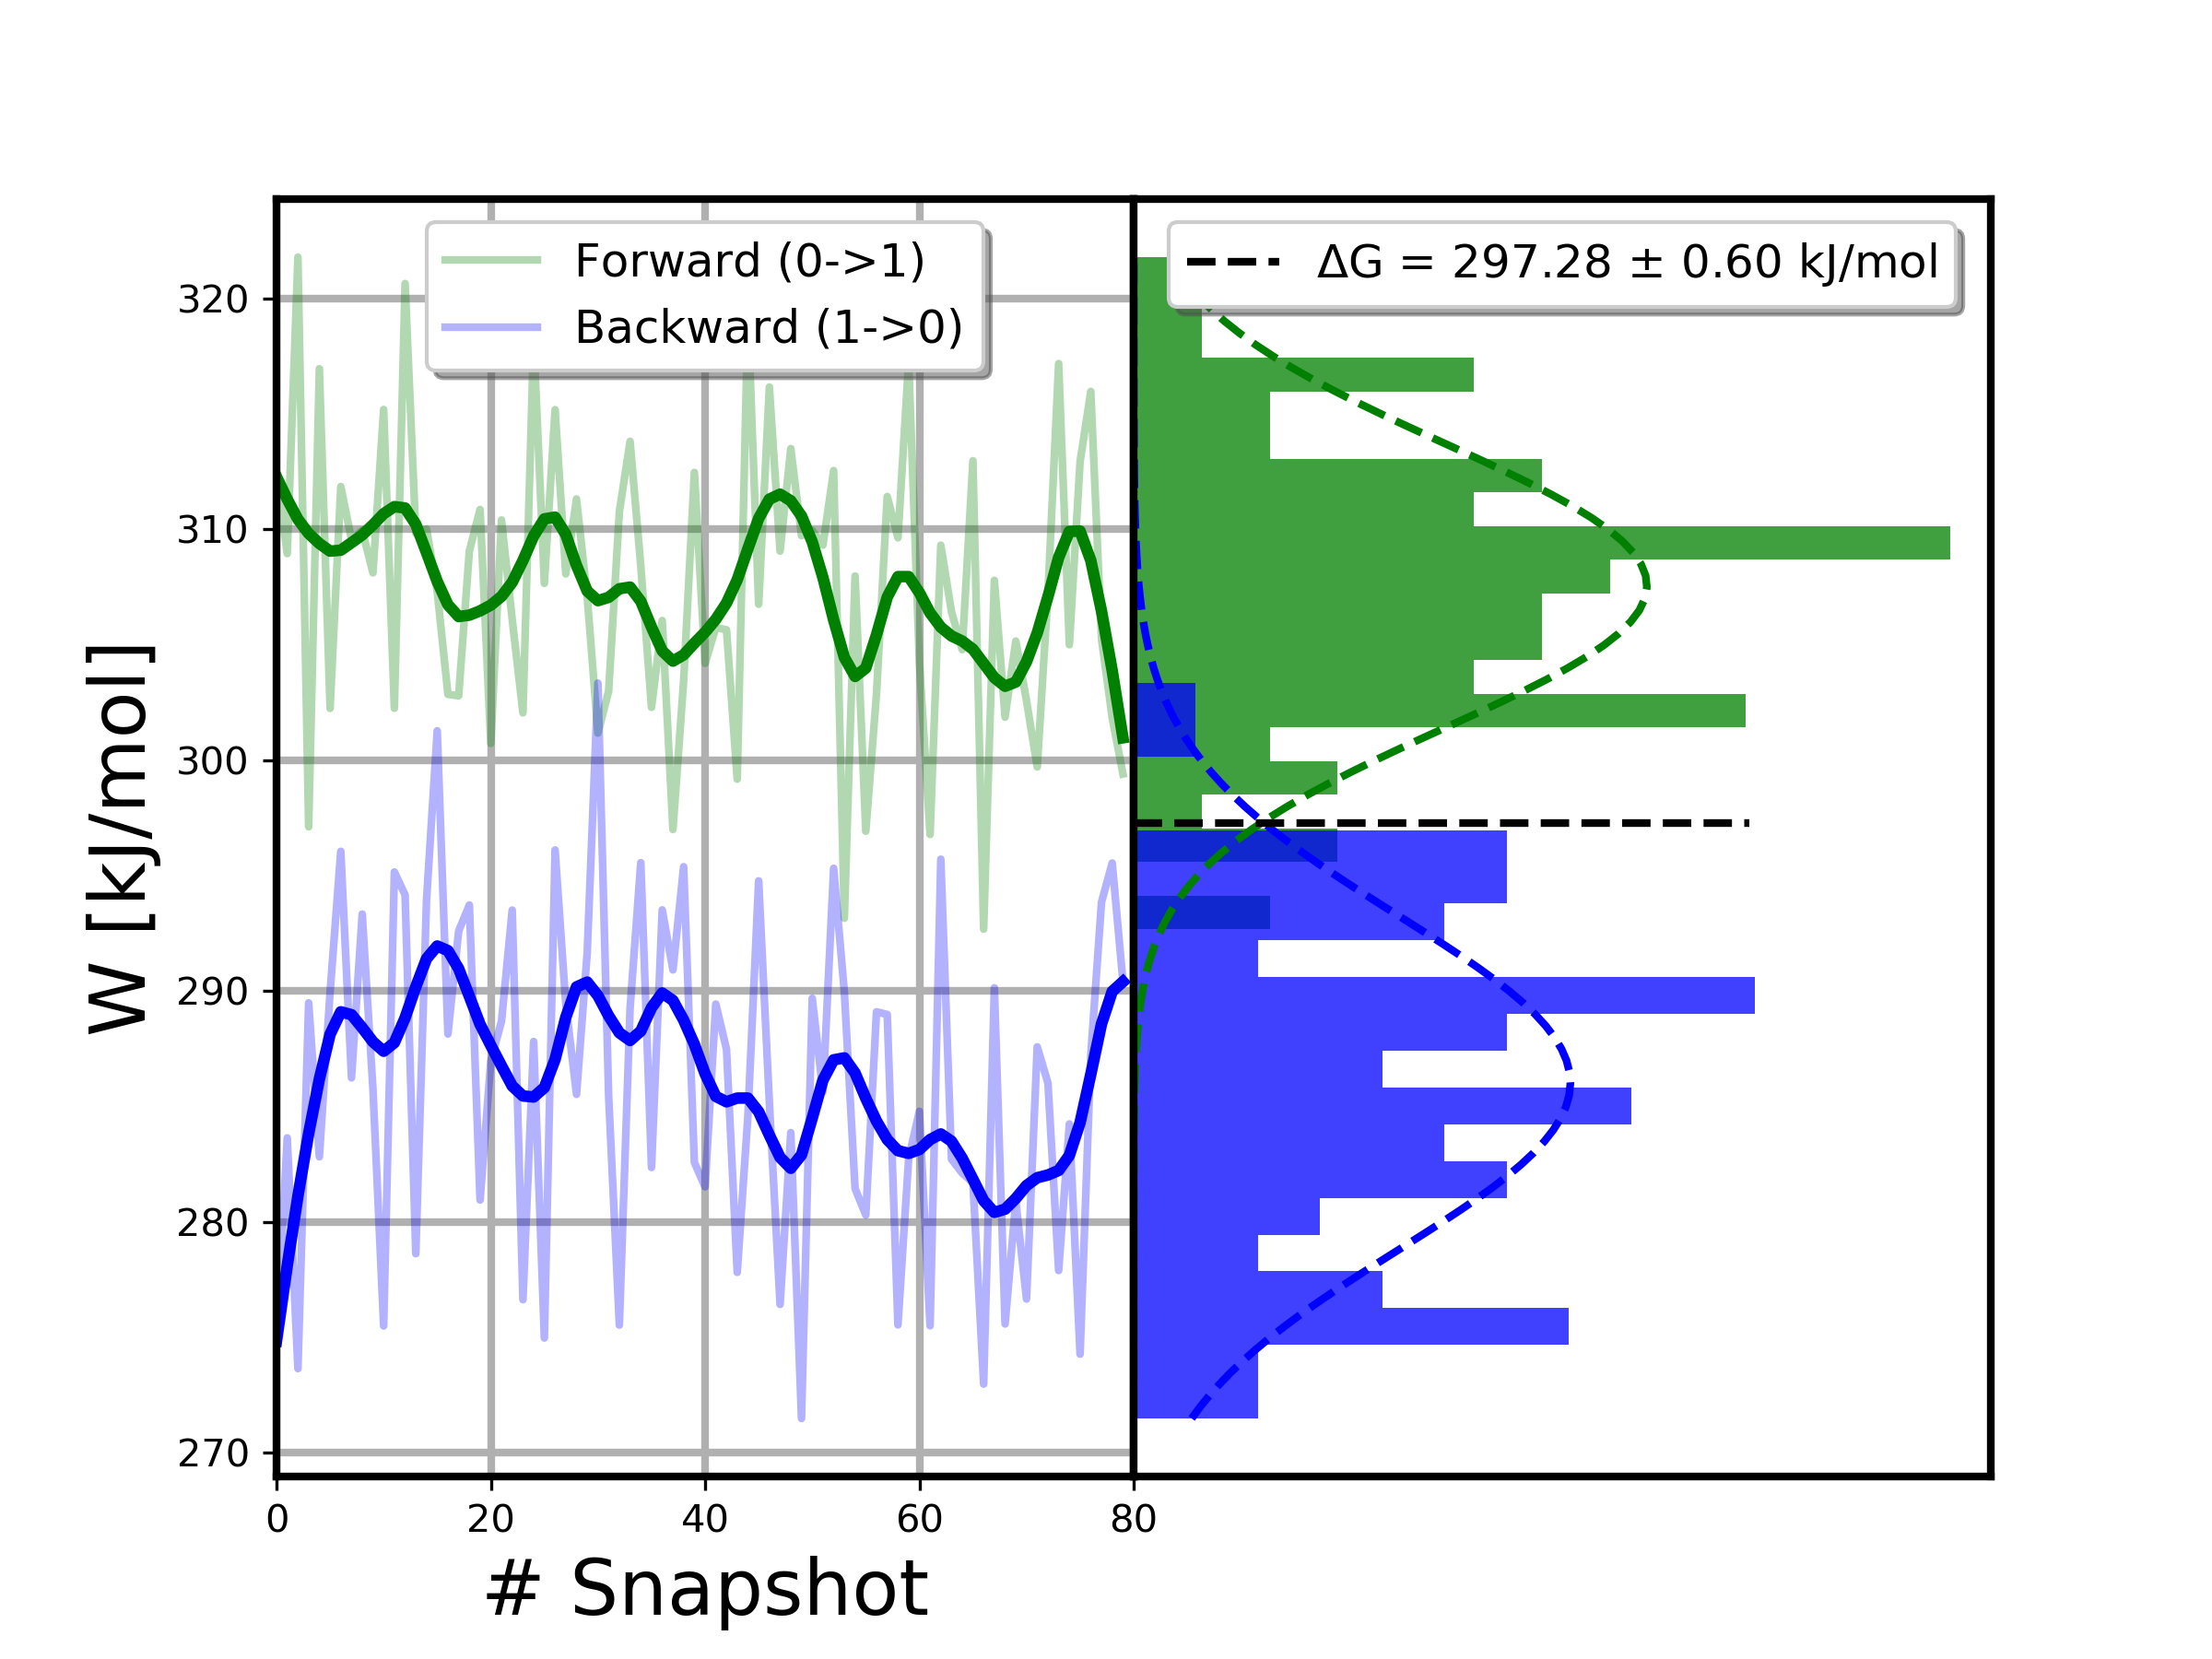 Forward (0->1)
Backward (1->0)
ΔG = 297.28 ± 0.60 kJ/mol
W [kJ/mol]
320
310
300
290
280
270
0 20 40 60 80
# Snapshot